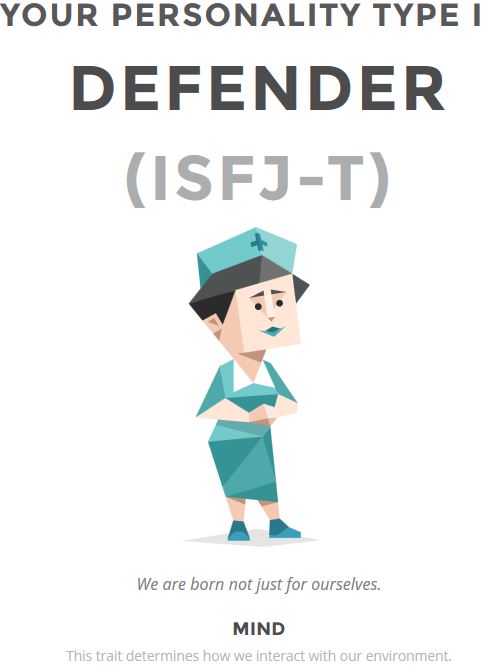 YOUR PERSONALITY TYPE I
DEFENDER
(ISFJ-T)
We are born not just for ourselves.
MIND
This trait determines how we interact with our environment.